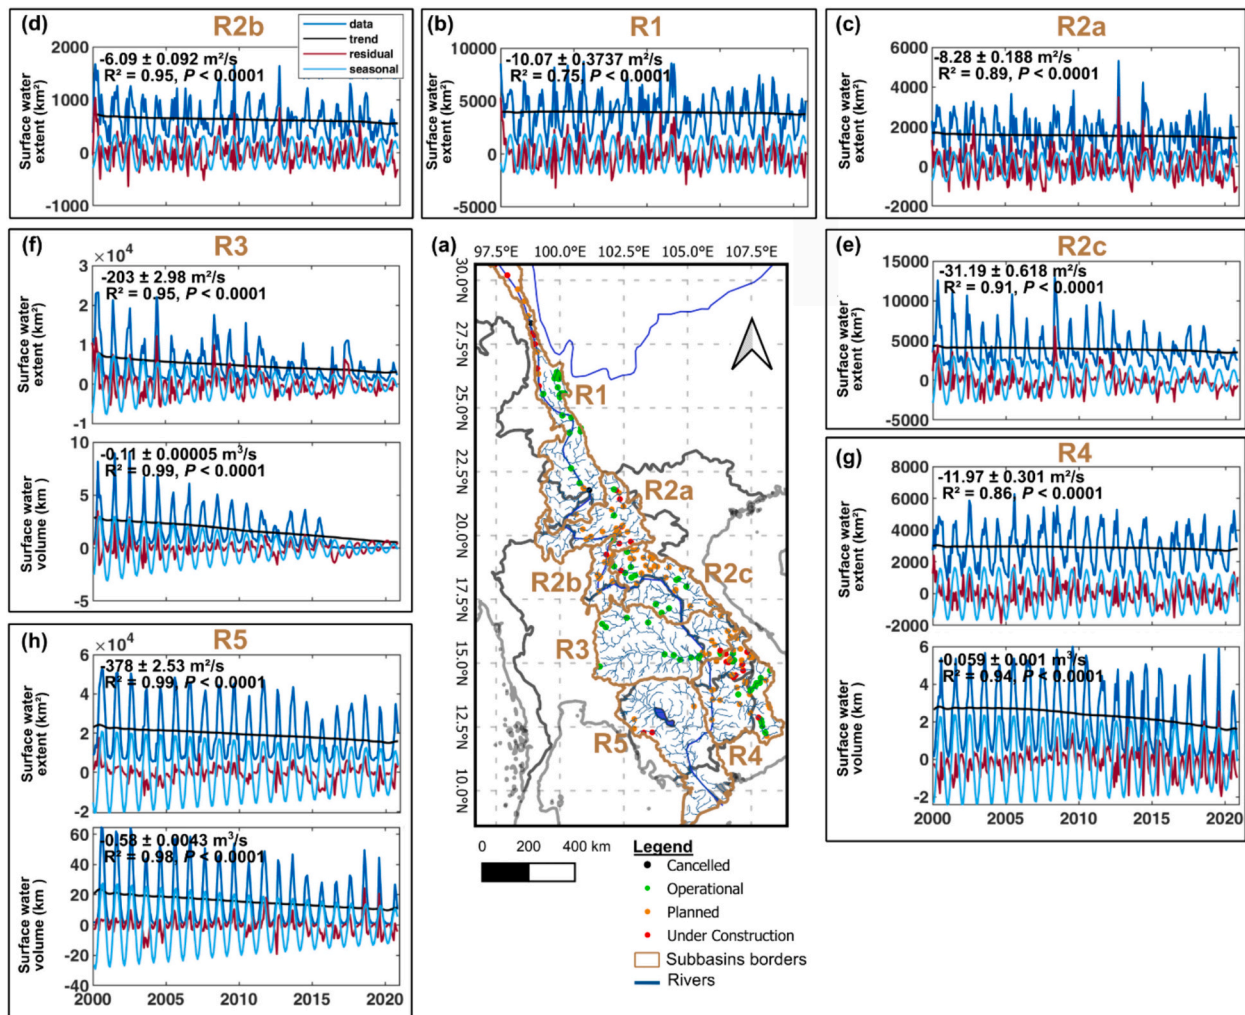 (d)
R2b
data
trend
residual
seasonal
-6.09 ± 0.092 m²/s
R² = 0.95, P < 0.0001
Surface water
extent (km²)
2000
1000
0
-1000
(b)
R1
-10.07 ± 0.3737 m²/s
R² = 0.75, P < 0.0001
Surface water
extent (km²)
10000
5000
0
-5000
(c)
R2a
-8.28 ± 0.188 m²/s
R² = 0.89, P < 0.0001
Surface water
extent (km²)
6000
4000
2000
0
-2000
(f)
R3
×10⁴
-203 ± 2.98 m²/s
R² = 0.95, P < 0.0001
Surface water
extent (km²)
3
2
1
0
-1
-0.11 ± 0.00005 m³/s
R² = 0.99, P < 0.0001
Surface water
volume (km )
10
5
0
-5
(a)
97.5°E 100.0°E 102.5°E 105.0°E 107.5°E
30.0°N
27.5°N
25.0°N
22.5°N
20.0°N
17.5°N
15.0°N
12.5°N
10.0°N
R1
R2a
R2b
R2c
R3
R5
R4
0 200 400 km
Legend
Cancelled
Operational
Planned
Under Construction
Subbasins borders
Rivers
(e)
R2c
-31.19 ± 0.618 m²/s
R² = 0.91, P < 0.0001
Surface water
extent (km²)
15000
10000
5000
0
-5000
(g)
R4
-11.97 ± 0.301 m²/s
R² = 0.86, P < 0.0001
Surface water
extent (km²)
8000
6000
4000
2000
0
-2000
-0.059 ± 0.001 m³/s
R² = 0.94, P < 0.0001
Surface water
volume (km )
6
4
2
0
-2
2000 2005 2010 2015 2020
(h)
R5
×10⁴
-378 ± 2.53 m²/s
R² = 0.99, P < 0.0001
Surface water
extent (km²)
6
4
2
0
-2
-0.58 ± 0.0043 m³/s
R² = 0.98, P < 0.0001
Surface water
volume (km )
60
40
20
0
-20
-40
2000 2005 2010 2015 2020